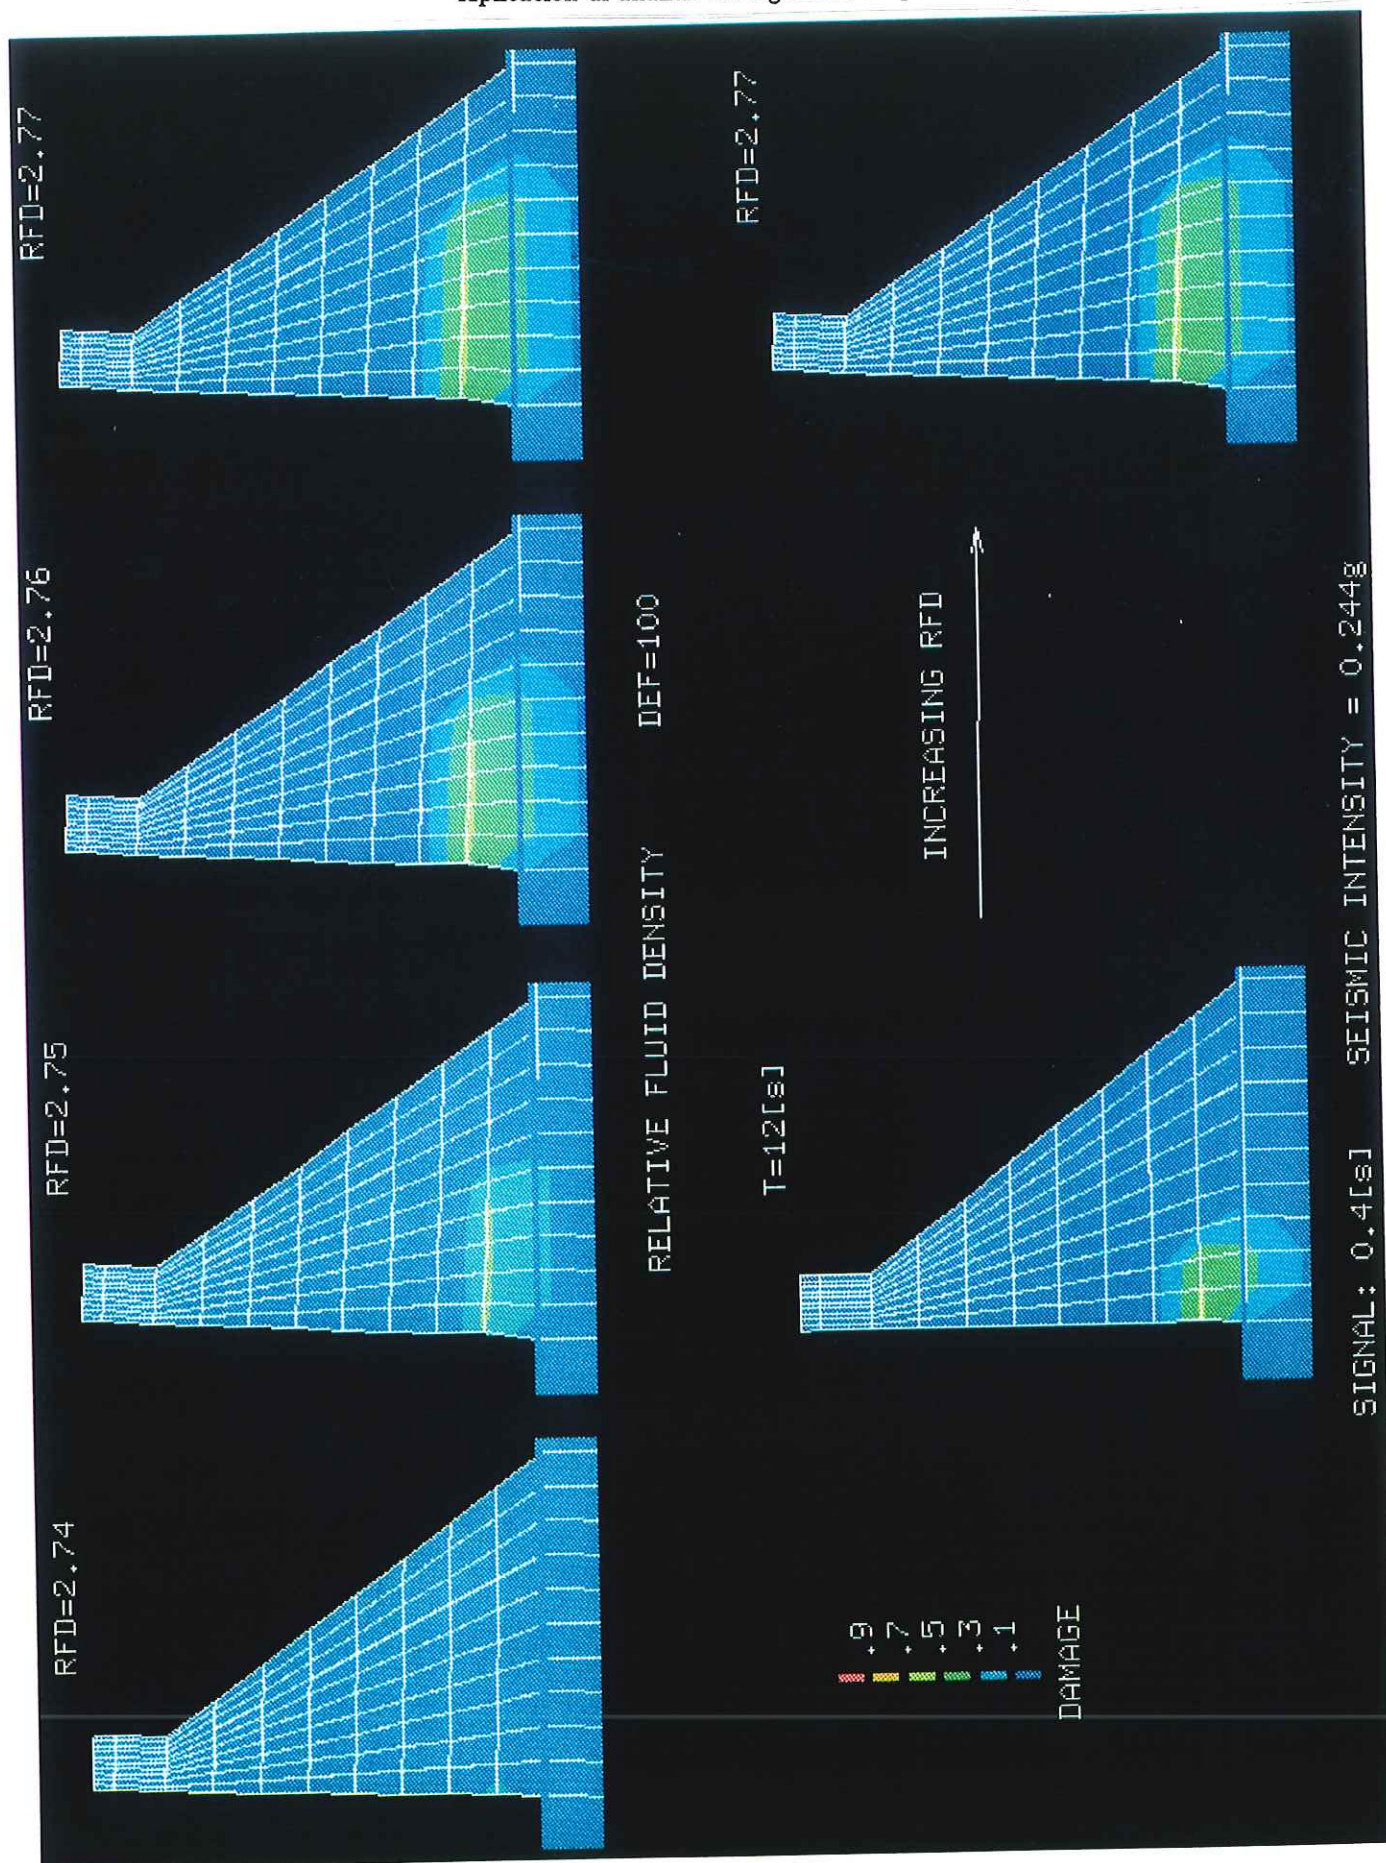 RFD=2.74
RFD=2.75
RFD=2.76
RFD=2.77
RELATIVE FLUID DENSITY DEF=100
T=12[s]
RFD=2.77
INCREASING RFD
.9
.7
.5
.3
.1
DAMAGE
SIGNAL: 0.4[s] SEISMIC INTENSITY = 0.244g